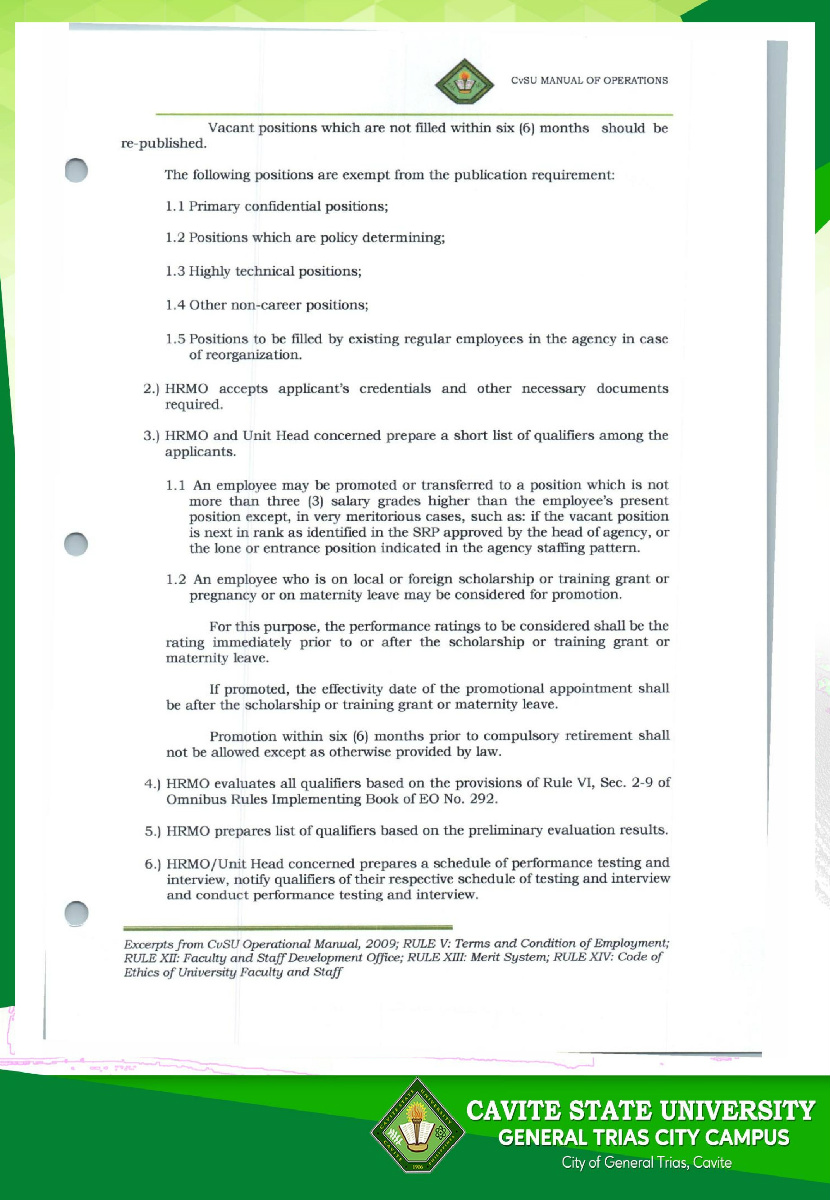 CvSU MANUAL OF OPERATIONS
Vacant positions which are not filled within six (6) months should be
re-published.
The following positions are exempt from the publication requirement:
1.1 Primary confidential positions;
1.2 Positions which are policy determining;
1.3 Highly technical positions;
1.4 Other non-career positions;
1.5 Positions to be filled by existing regular employees in the agency in case
of reorganization.
2.) HRMO accepts applicant's credentials and other necessary documents
required.
3.) HRMO and Unit Head concerned prepare a short list of qualifiers among the
applicants.
1.1 An employee may be promoted or transferred to a position which is not
more than three (3) salary grades higher than the employee's present
position except, in very meritorious cases, such as: if the vacant position
is next in rank as identified in the SRP approved by the head of agency, or
the lone or entrance position indicated in the agency staffing pattern.
1.2 An employee who is on local or foreign scholarship or training grant or
pregnancy or on maternity leave may be considered for promotion.
For this purpose, the performance ratings to be considered shall be the
rating immediately prior to or after the scholarship or training grant or
maternity leave.
If promoted, the effectivity date of the promotional appointment shall
be after the scholarship or training grant or maternity leave.
Promotion within six (6) months prior to compulsory retirement shall
not be allowed except as otherwise provided by law.
4.) HRMO evaluates all qualifiers based on the provisions of Rule VI, Sec. 2-9 of
Omnibus Rules Implementing Book of EO No. 292.
5.) HRMO prepares list of qualifiers based on the preliminary evaluation results.
6.) HRMO/Unit Head concerned prepares a schedule of performance testing and
interview, notify qualifiers of their respective schedule of testing and interview
and conduct performance testing and interview.
Excerpts from CvSU Operational Manual, 2009; RULE V: Terms and Condition of Employment;
RULE XII: Faculty and Staff Development Office; RULE XIII: Merit System; RULE XIV: Code of
Ethics of University Faculty and Staff
CAVITE STATE UNIVERSITY
GENERAL TRIAS CITY CAMPUS
City of General Trias, Cavite
1906